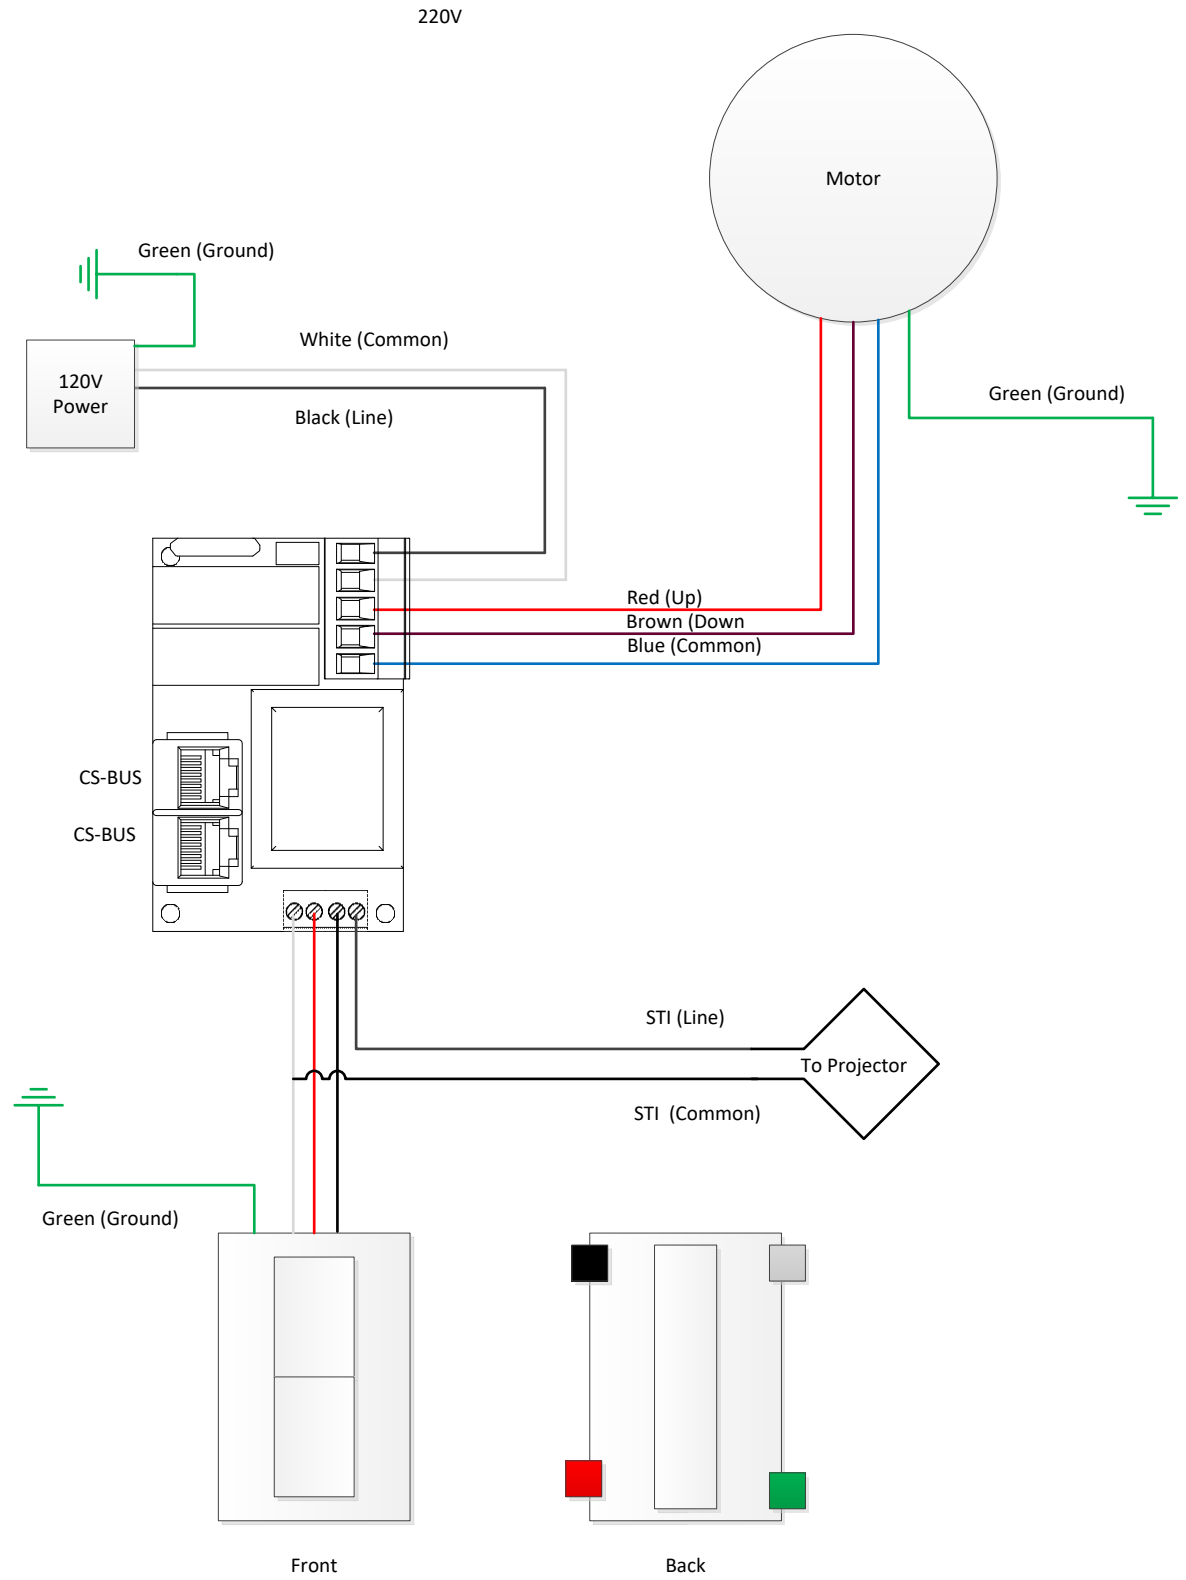 220V
Motor
Green (Ground)
White (Common)
120V
Power
Black (Line)
Green (Ground)
Red (Up)
Brown (Down
Blue (Common)
CS-BUS
CS-BUS
STI (Line)
To Projector
STI  (Common)
Green (Ground)
Front
Back